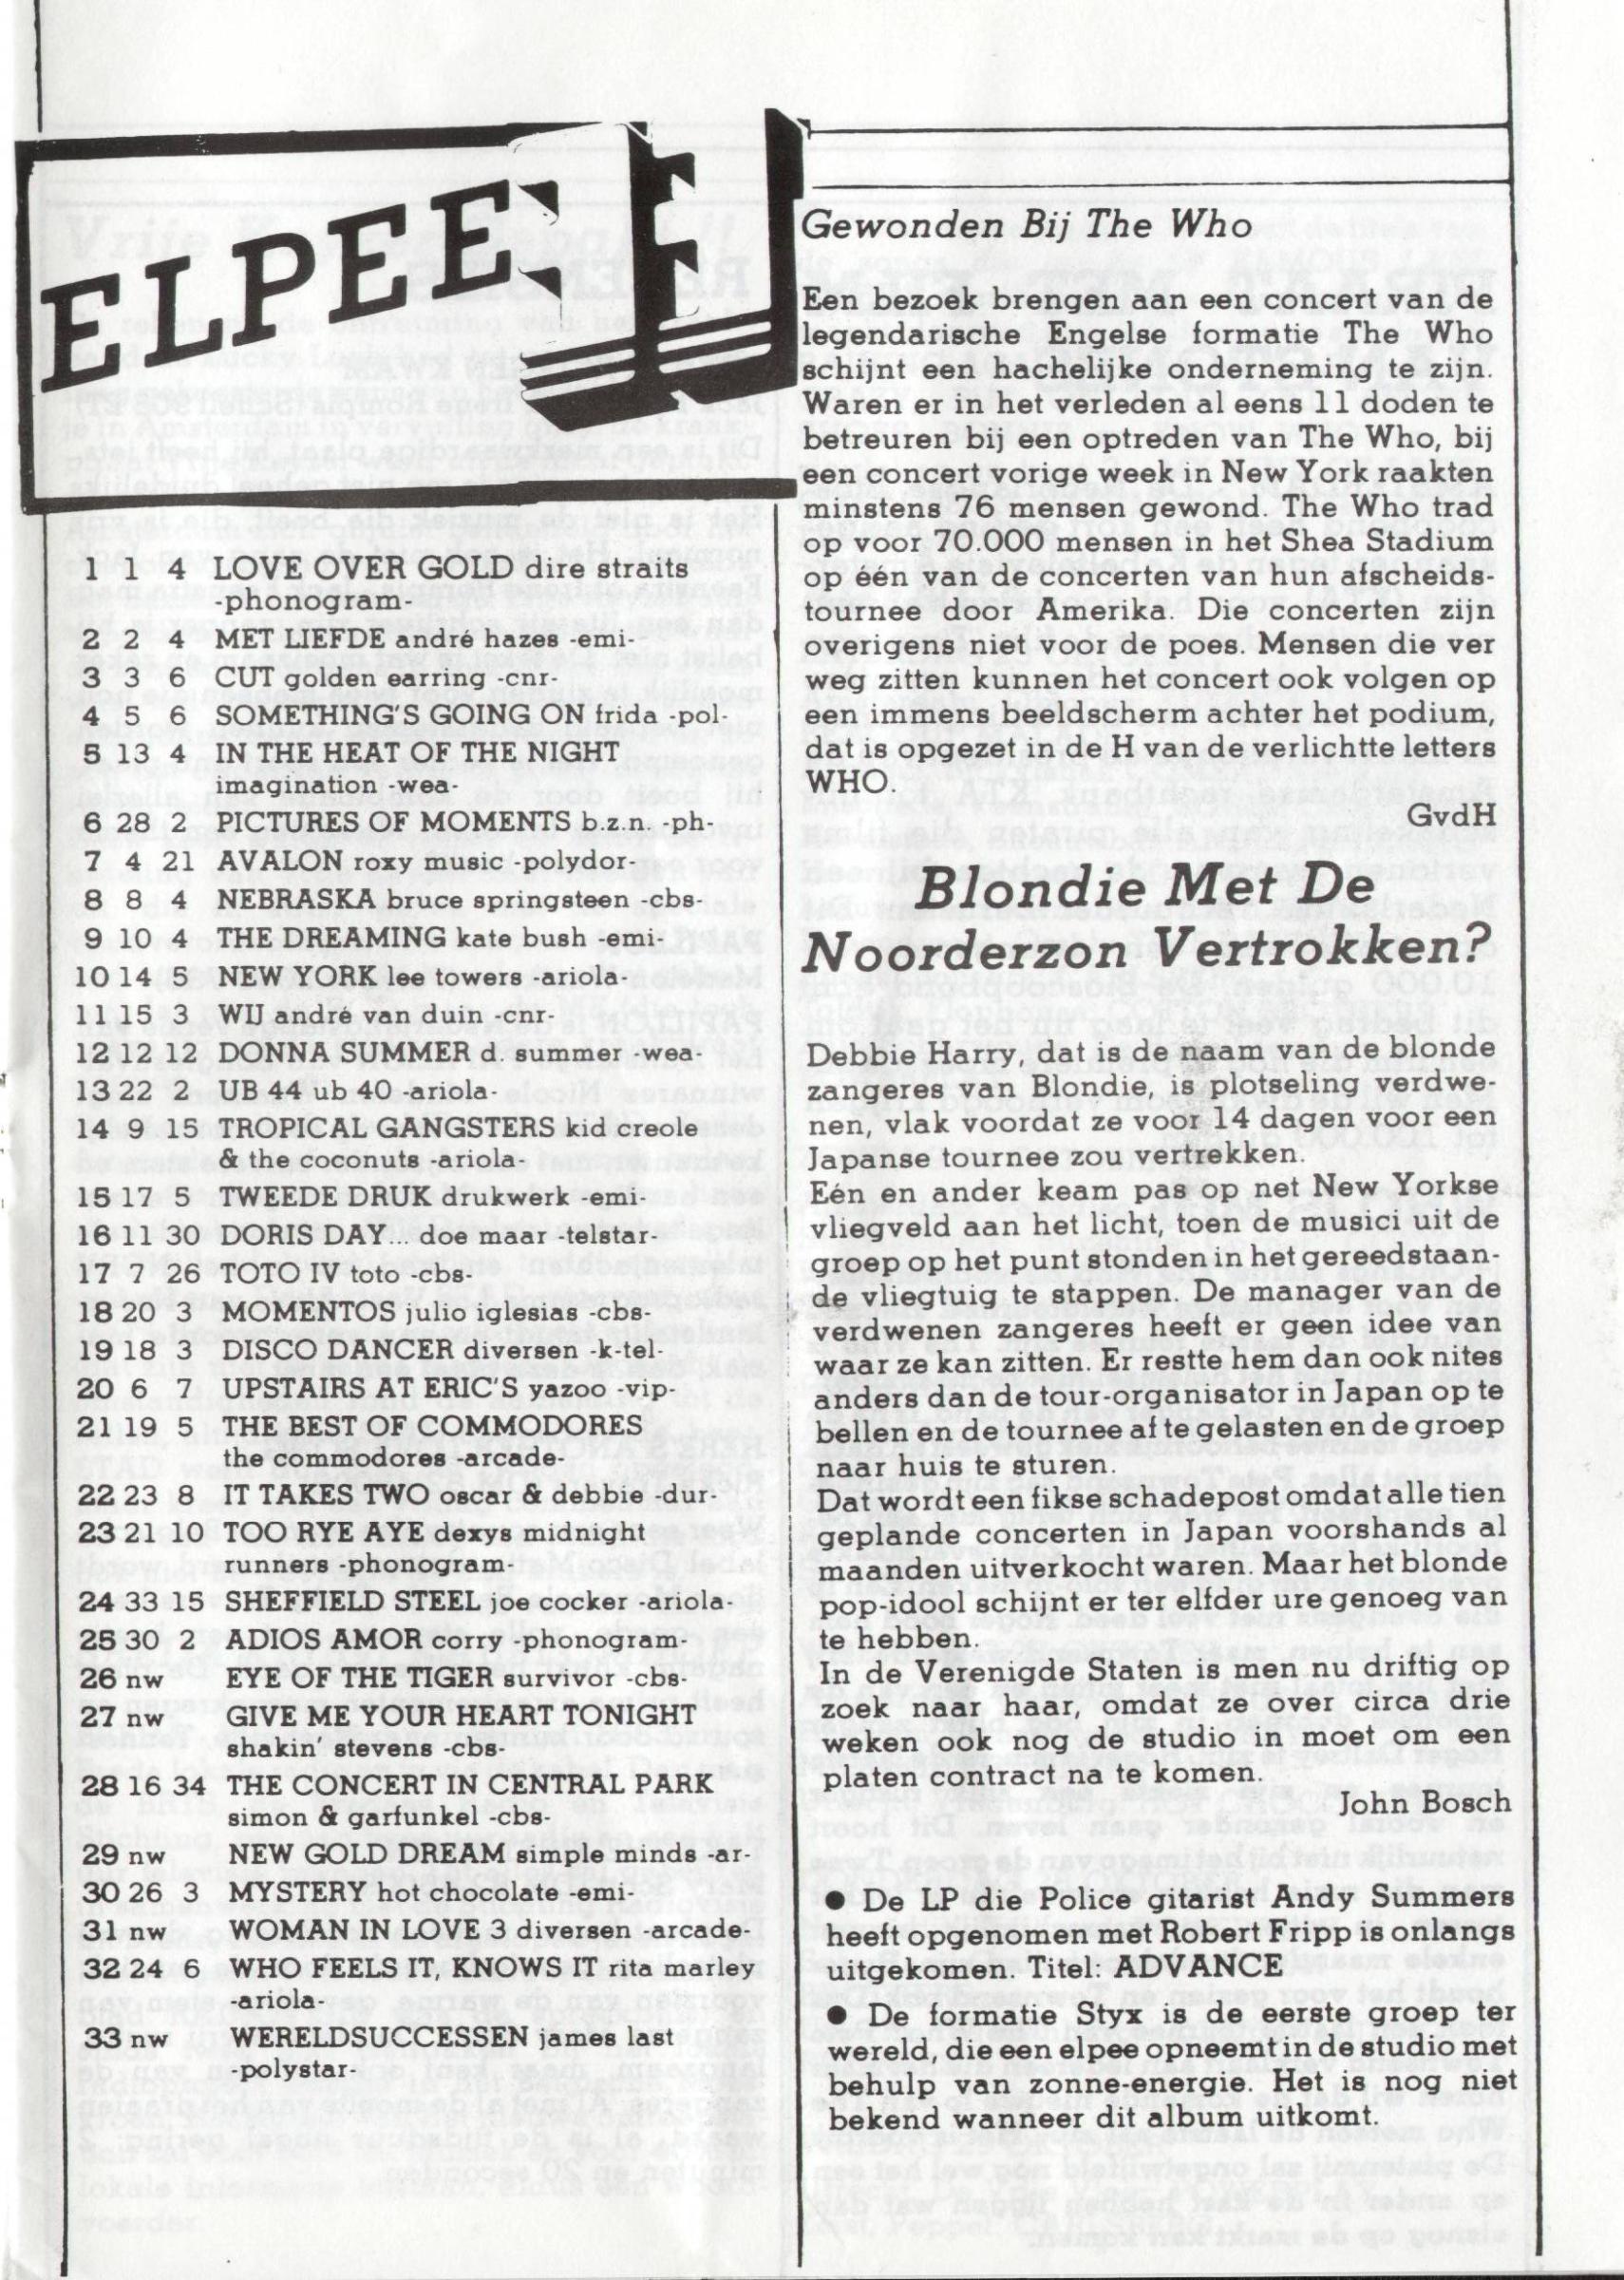 ELPEE
1 1 4 LOVE OVER GOLD dire straits
-phonogram-
2 2 4 MET LIEFDE andré hazes -emi-
3 3 6 CUT golden earring -cnr-
4 5 6 SOMETHING'S GOING ON frida -pol-
5 13 4 IN THE HEAT OF THE NIGHT
imagination -wea-
6 28 2 PICTURES OF MOMENTS b.z.n. -ph-
7 4 21 AVALON roxy music -polydor-
8 8 4 NEBRASKA bruce springsteen -cbs-
9 10 4 THE DREAMING kate bush -emi-
10 14 5 NEW YORK lee towers -ariola-
11 15 3 WIJ andré van duin -cnr-
12 12 12 DONNA SUMMER d. summer -wea-
13 22 2 UB 44 ub 40 -ariola-
14 9 15 TROPICAL GANGSTERS kid creole
& the coconuts -ariola-
15 17 5 TWEEDE DRUK drukwerk -emi-
16 11 30 DORIS DAY... doe maar -telstar-
17 7 26 TOTO IV toto -cbs-
18 20 3 MOMENTOS julio iglesias -cbs-
19 18 3 DISCO DANCER diversen -k-tel-
20 6 7 UPSTAIRS AT ERIC'S yazoo -vip-
21 19 5 THE BEST OF COMMODORES
the commodores -arcade-
22 23 8 IT TAKES TWO oscar & debbie -dur-
23 21 10 TOO RYE AYE dexys midnight
runners -phonogram-
24 33 15 SHEFFIELD STEEL joe cocker -ariola-
25 30 2 ADIOS AMOR corry -phonogram-
26 nw EYE OF THE TIGER survivor -cbs-
27 nw GIVE ME YOUR HEART TONIGHT
shakin' stevens -cbs-
28 16 34 THE CONCERT IN CENTRAL PARK
simon & garfunkel -cbs-
29 nw NEW GOLD DREAM simple minds -ar-
30 26 3 MYSTERY hot chocolate -emi-
31 nw WOMAN IN LOVE 3 diversen -arcade-
32 24 6 WHO FEELS IT, KNOWS IT rita marley
-ariola-
33 nw WERELDSUCCESSEN james last
-polystar-
Gewonden Bij The Who
Een bezoek brengen aan een concert van de
legendarische Engelse formatie The Who
schijnt een hachelijke onderneming te zijn.
Waren er in het verleden al eens 11 doden te
betreuren bij een optreden van The Who, bij
een concert vorige week in New York raakten
minstens 76 mensen gewond. The Who trad
op voor 70.000 mensen in het Shea Stadium
op één van de concerten van hun afscheids-
tournee door Amerika. Die concerten zijn
overigens niet voor de poes. Mensen die ver
weg zitten kunnen het concert ook volgen op
een immens beeldscherm achter het podium,
dat is opgezet in de H van de verlichtte letters
WHO.
GvdH
Blondie Met De
Noorderzon Vertrokken?
Debbie Harry, dat is de naam van de blonde
zangeres van Blondie, is plotseling verdwe-
nen, vlak voordat ze voor 14 dagen voor een
Japanse tournee zou vertrekken.
Eén en ander keam pas op net New Yorkse
vliegveld aan het licht, toen de musici uit de
groep op het punt stonden in het gereedstaan-
de vliegtuig te stappen. De manager van de
verdwenen zangeres heeft er geen idee van
waar ze kan zitten. Er restte hem dan ook nites
anders dan de tour-organisator in Japan op te
bellen en de tournee af te gelasten en de groep
naar huis te sturen.
Dat wordt een fikse schadepost omdat alle tien
geplande concerten in Japan voorshands al
maanden uitverkocht waren. Maar het blonde
pop-idool schijnt er ter elfder ure genoeg van
te hebben.
In de Verenigde Staten is men nu driftig op
zoek naar haar, omdat ze over circa drie
weken ook nog de studio in moet om een
platen contract na te komen.
John Bosch
● De LP die Police gitarist Andy Summers
heeft opgenomen met Robert Fripp is onlangs
uitgekomen. Titel: ADVANCE
● De formatie Styx is de eerste groep ter
wereld, die een elpee opneemt in de studio met
behulp van zonne-energie. Het is nog niet
bekend wanneer dit album uitkomt.